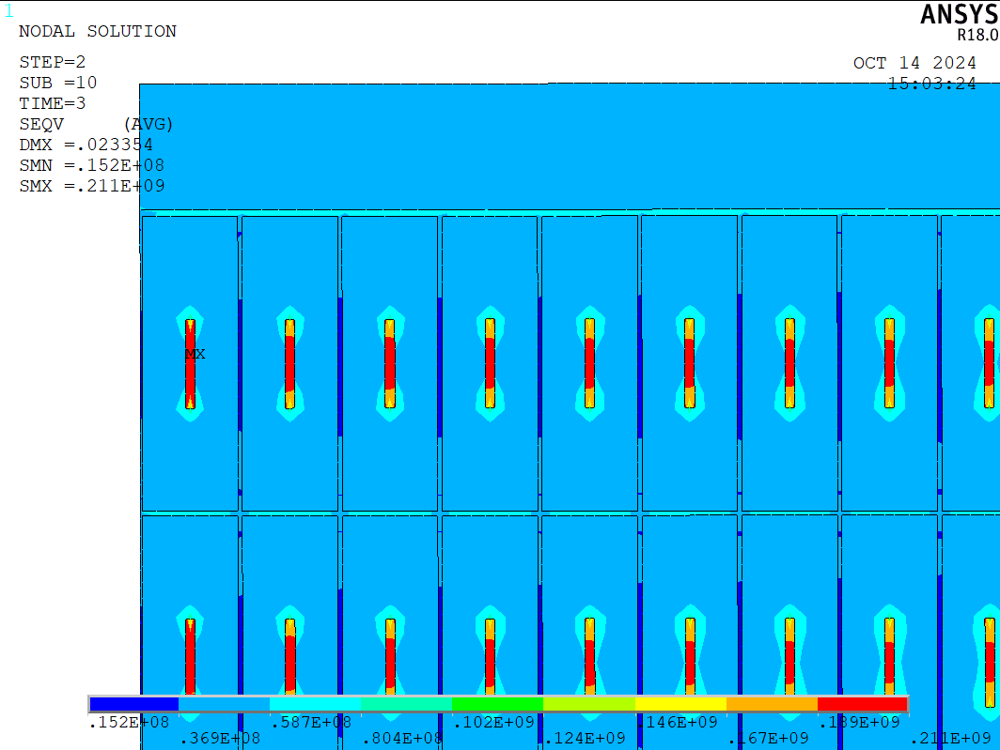 1
ANSYS
R18.0
NODAL SOLUTION
STEP=2
SUB =10
TIME=3
SEQV (AVG)
DMX =.023354
SMN =.152E+08
SMX =.211E+09
OCT 14 2024
15:03:24
MX
.152E+08 .587E+08 .102E+09 .146E+09 .189E+09
.369E+08 .804E+08 .124E+09 .167E+09 .211E+09